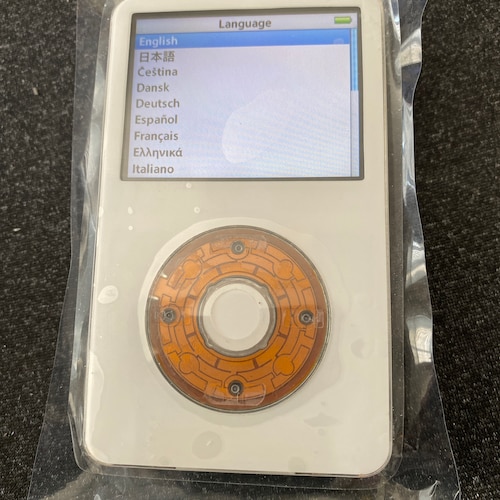 Language
English
日本語
Čeština
Dansk
Deutsch
Español
Français
Ελληνικά
Italiano